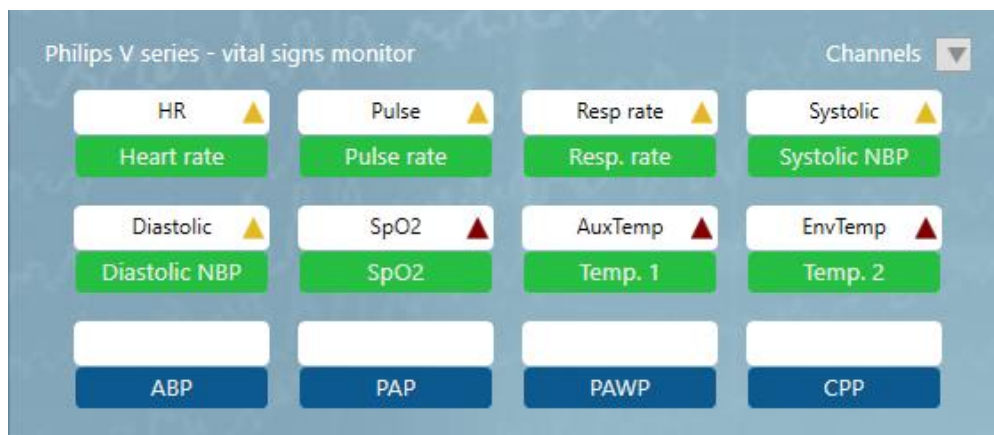 Philips V series - vital signs monitor Channels
HR Pulse Resp rate Systolic
Heart rate Pulse rate Resp. rate Systolic NBP
Diastolic SpO2 AuxTemp EnvTemp
Diastolic NBP SpO2 Temp. 1 Temp. 2
ABP PAP PAWP CPP